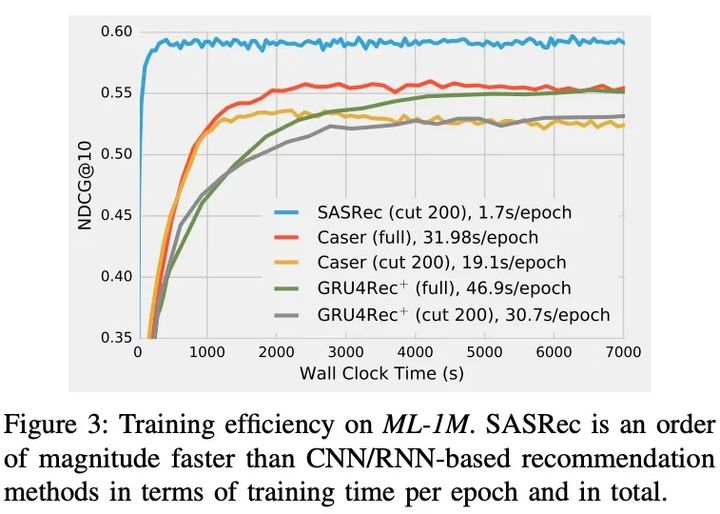 0.60
0.55
0.50
0.45
0.40
0.35
NDCG@10
SASRec (cut 200), 1.7s/epoch
Caser (full), 31.98s/epoch
Caser (cut 200), 19.1s/epoch
GRU4Rec⁺ (full), 46.9s/epoch
GRU4Rec⁺ (cut 200), 30.7s/epoch
0 1000 2000 3000 4000 5000 6000 7000
Wall Clock Time (s)
Figure 3: Training efficiency on ML-1M. SASRec is an order
of magnitude faster than CNN/RNN-based recommendation
methods in terms of training time per epoch and in total.